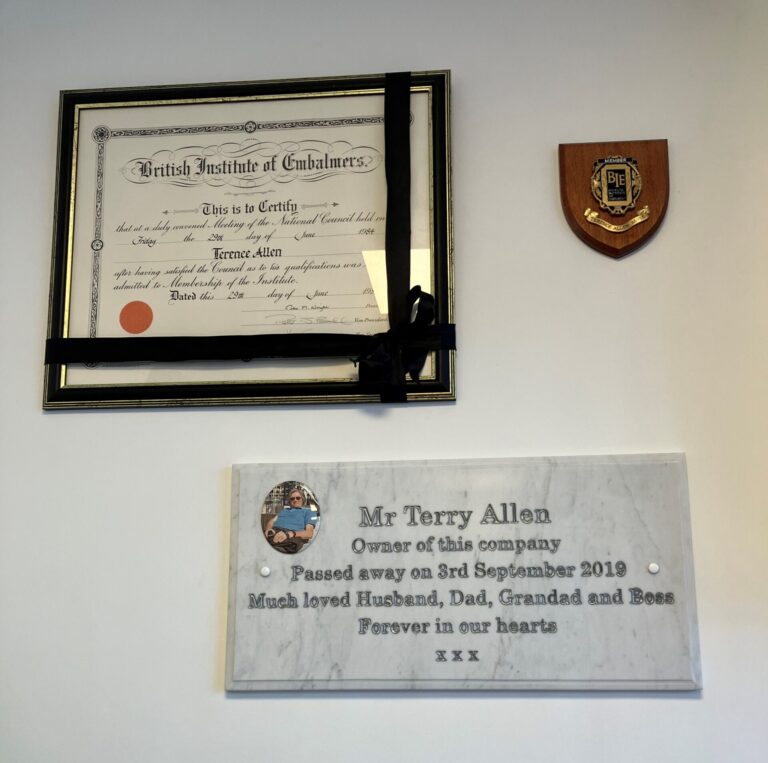 British Institute of Embalmers.
This is to Certify
that at a duly convened Meeting of the National Council held on
Friday the 29th day of June 1984
Terence Allen
after having satisfied the Council as to his qualifications was
admitted to Membership of the Institute.
Dated this 29th day of June
Vice President
MEMBER
BIE
Mr Terry Allen
Owner of this company
Passed away on 3rd September 2019
Much loved Husband, Dad, Grandad and Boss
Forever in our hearts
x x x